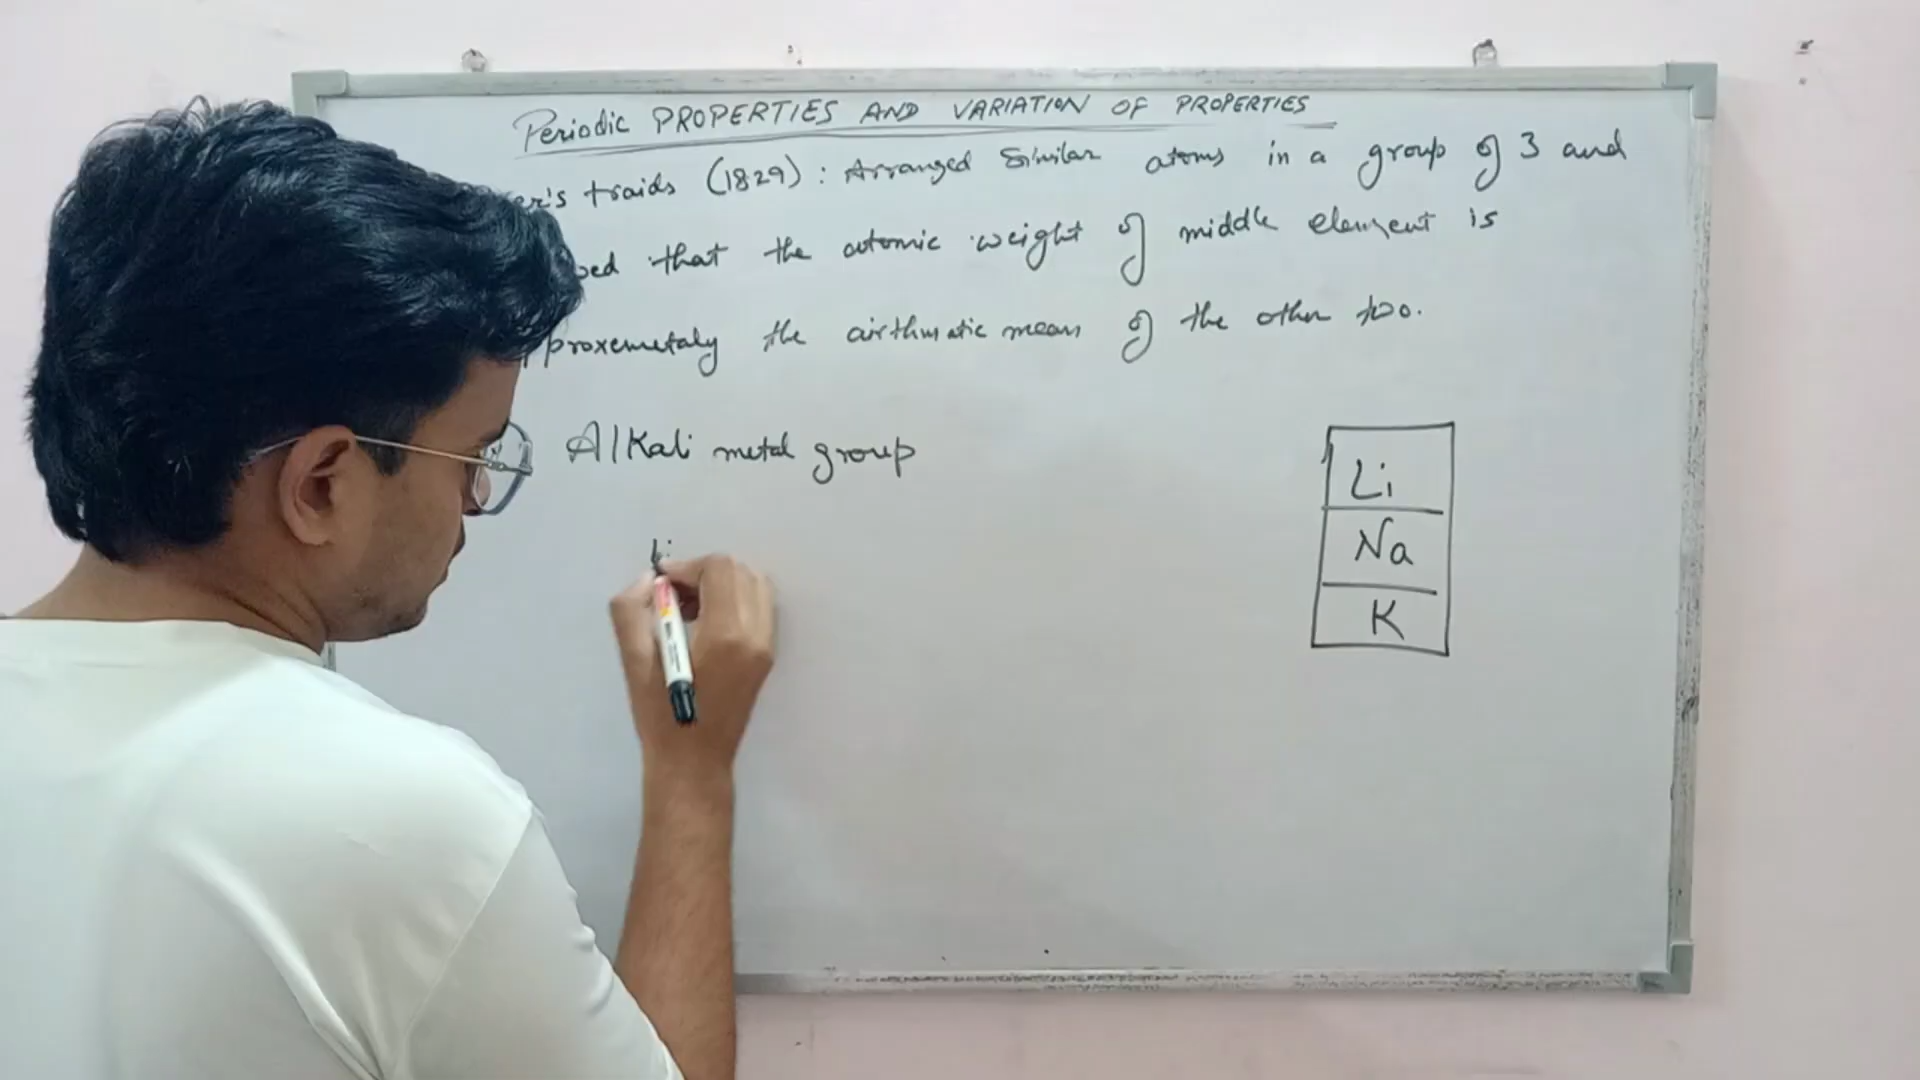 Periodic PROPERTIES AND VARIATION OF PROPERTIES
er's traids (1829): Arranged Similar atoms in a group of 3 and
ved that the atomic weight of middle element is
proxemetaly the airthmatic mean of the other two.
Alkali metal group
Li
Li
Na
K